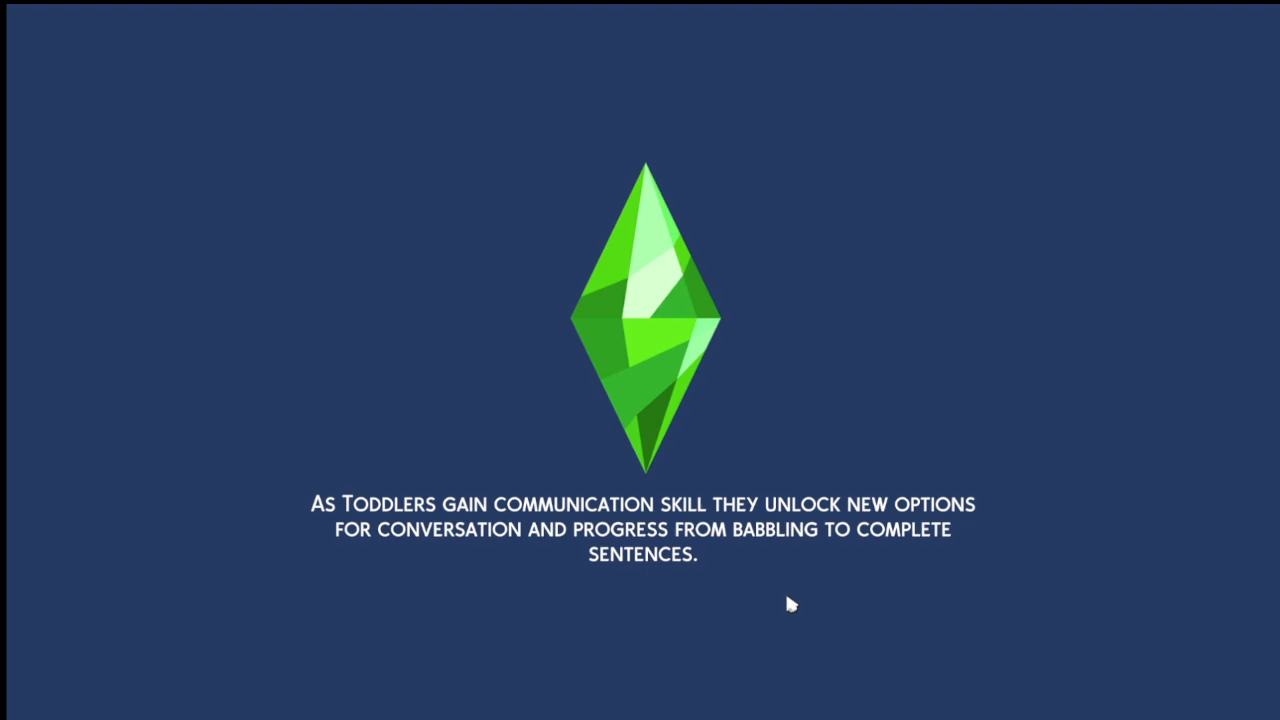 As Toddlers gain communication skill they unlock new options
for conversation and progress from babbling to complete
sentences.